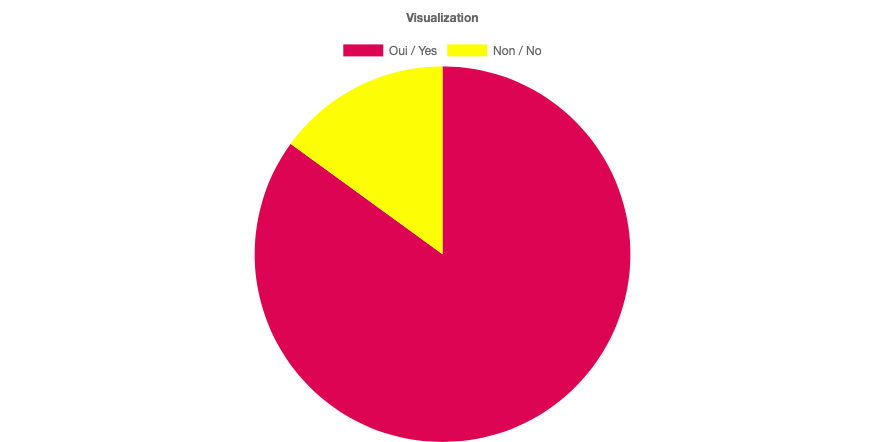 Visualization
Oui / Yes Non / No